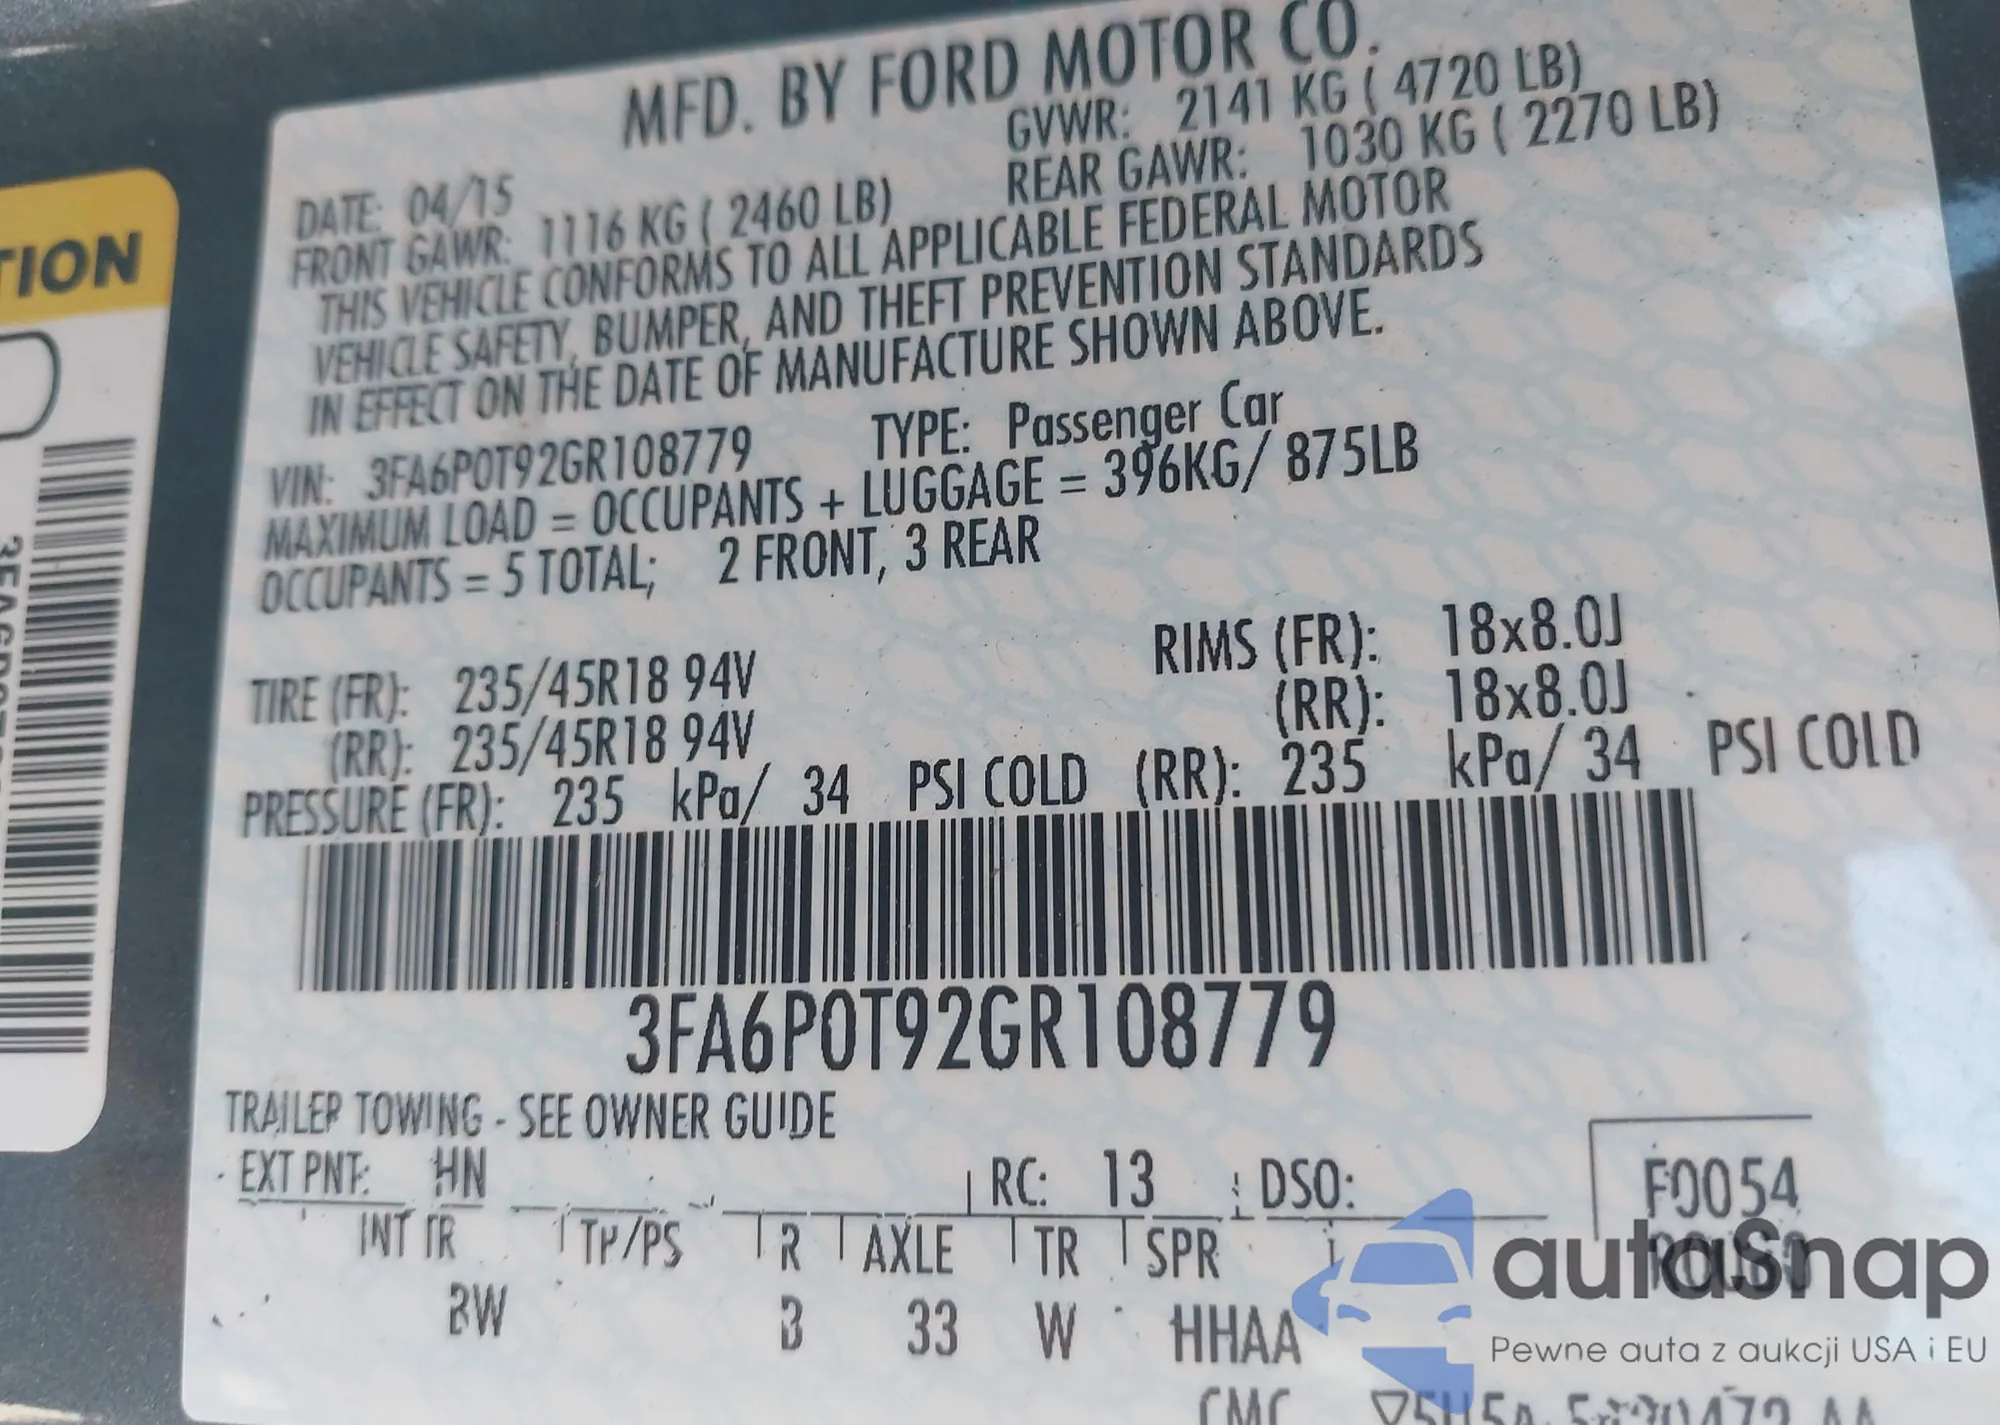 MFD. BY FORD MOTOR CO.
DATE: 04/15 GVWR: 2141 KG ( 4720 LB)
FRONT GAWR: 1116 KG ( 2460 LB) REAR GAWR: 1030 KG ( 2270 LB)
THIS VEHICLE CONFORMS TO ALL APPLICABLE FEDERAL MOTOR
VEHICLE SAFETY, BUMPER, AND THEFT PREVENTION STANDARDS
IN EFFECT ON THE DATE OF MANUFACTURE SHOWN ABOVE.
VIN: 3FA6P0T92GR108779 TYPE: Passenger Car
MAXIMUM LOAD = OCCUPANTS + LUGGAGE = 396KG/ 875LB
OCCUPANTS = 5 TOTAL; 2 FRONT, 3 REAR
TIRE (FR): 235/45R18 94V RIMS (FR): 18x8.0J
(RR): 235/45R18 94V (RR): 18x8.0J
PRESSURE (FR): 235 kPa/ 34 PSI COLD (RR): 235 kPa/ 34 PSI COLD
3FA6P0T92GR108779
TRAILER TOWING - SEE OWNER GUIDE
EXT PNT: HN RC: 13 DSO: F0054
INT TR TP/PS R AXLE TR SPR
BW B 33 W HHAA
TION
autosnap
Pewne auta z aukcji USA i EU